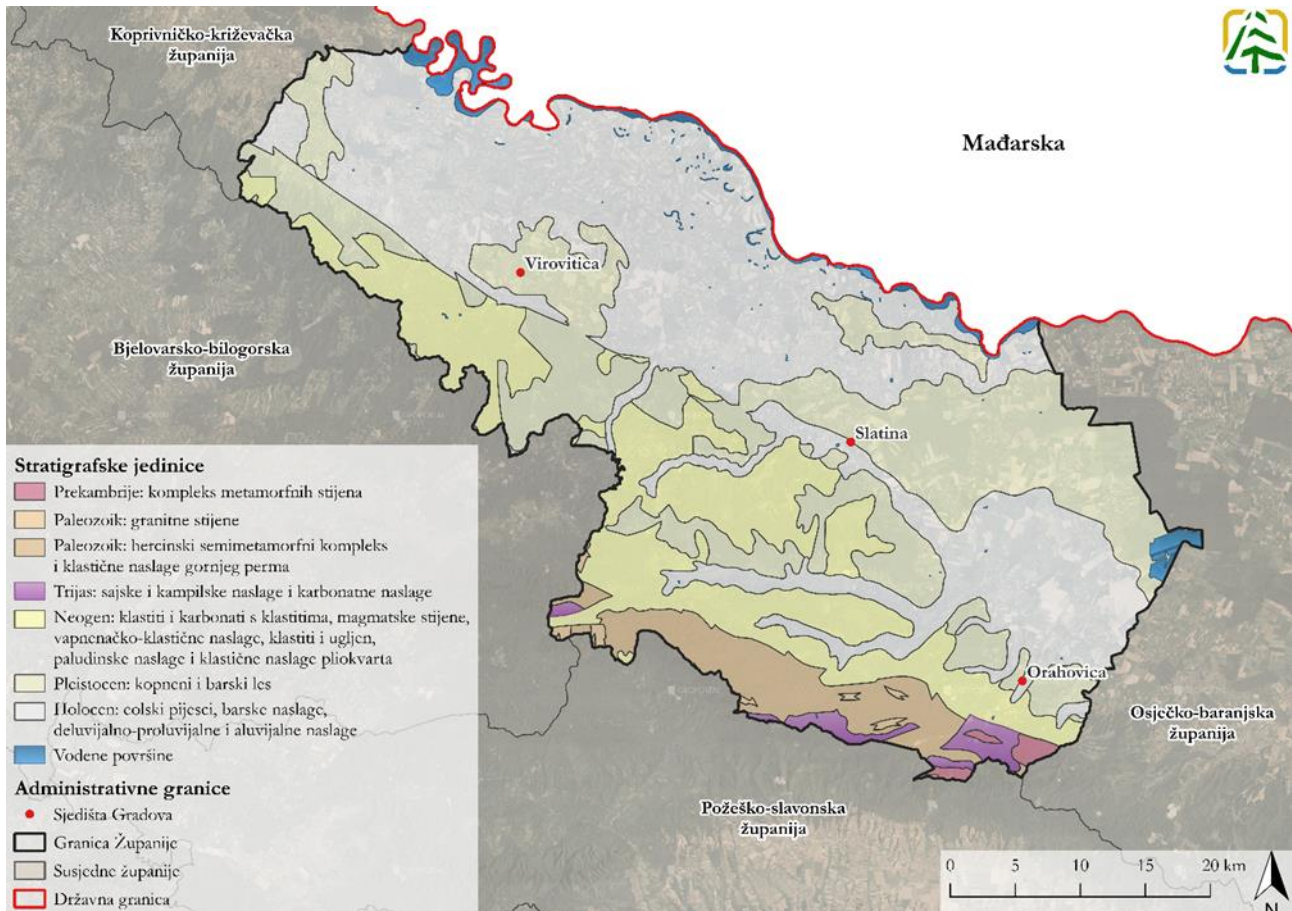 Koprivničko-križevačka
županija
Mađarska
Virovitica
Bjelovarsko-bilogorska
županija
Slatina
Stratigrafske jedinice
Prekambrije: kompleks metamorfnih stijena
Paleozoik: granitne stijene
Paleozoik: hercinski semimetamorfni kompleks
i klastične naslage gornjeg perma
Trijas: sajske i kampilske naslage i karbonatne naslage
Neogen: klastiti i karbonati s klastitima, magmatske stijene,
vapnenačko-klastične naslage, klastiti i ugljen,
paludinske naslage i klastične naslage pliokvarta
Pleistocen: kopneni i barski les
Holocen: eolski pijesci, barske naslage,
deluvijalno-proluvijalne i aluvijalne naslage
Vodene površine
Orahovica
Osječko-baranjska
županija
Administrativne granice
Sjedišta Gradova
Granica Županije
Susjedne županije
Državna granica
Požeško-slavonska
županija
0 5 10 15 20 km
N